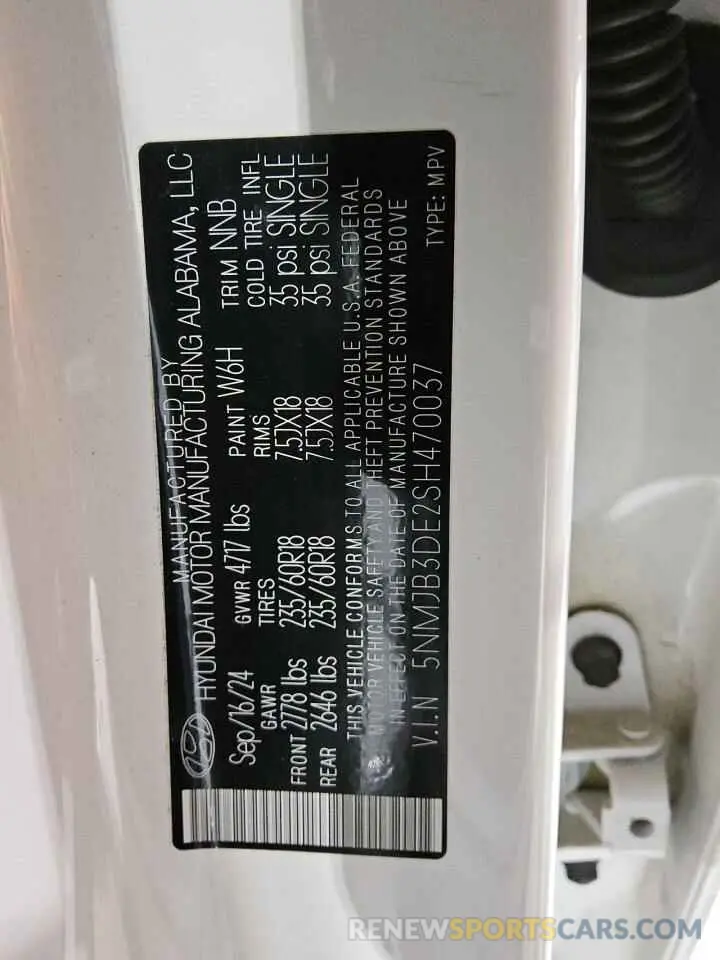 MANUFACTURED BY
HYUNDAI MOTOR MANUFACTURING ALABAMA, LLC
Sep/16/24 GVWR 4717 lbs PAINT W6H TRIM NNB
GAWR TIRES RIMS COLD TIRE INFL
FRONT 2778 lbs 235/60R18 7.5JX18 35 psi SINGLE
REAR 2646 lbs 235/60R18 7.5JX18 35 psi SINGLE
THIS VEHICLE CONFORMS TO ALL APPLICABLE U.S.A. FEDERAL
MOTOR VEHICLE SAFETY AND THEFT PREVENTION STANDARDS
IN EFFECT ON THE DATE OF MANUFACTURE SHOWN ABOVE
V.I.N 5NMJB3DE2SH470037 TYPE: MPV
RENEWSPORTSCARS.COM